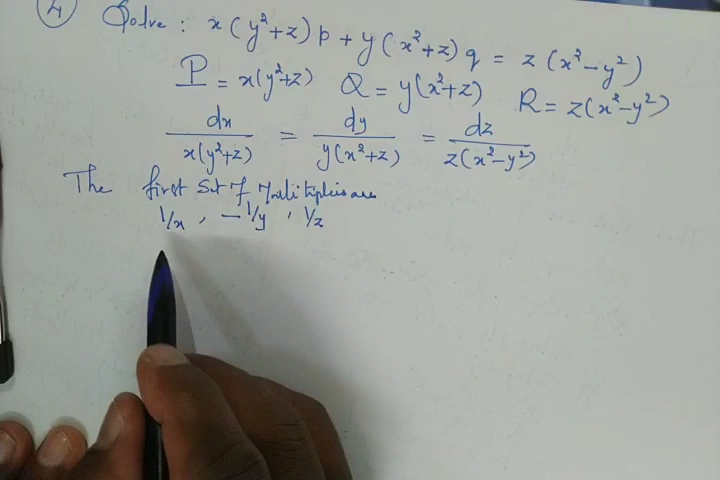 4 Solve : x(y²+z) p + y(x²+z) q = z(x²-y²)
P = x(y²+z) Q = y(x²+z) R = z(x²-y²)
dx/x(y²+z) = dy/y(x²+z) = dz/z(x²-y²)
The first Set of Multipliers are
1/x , - 1/y , 1/z